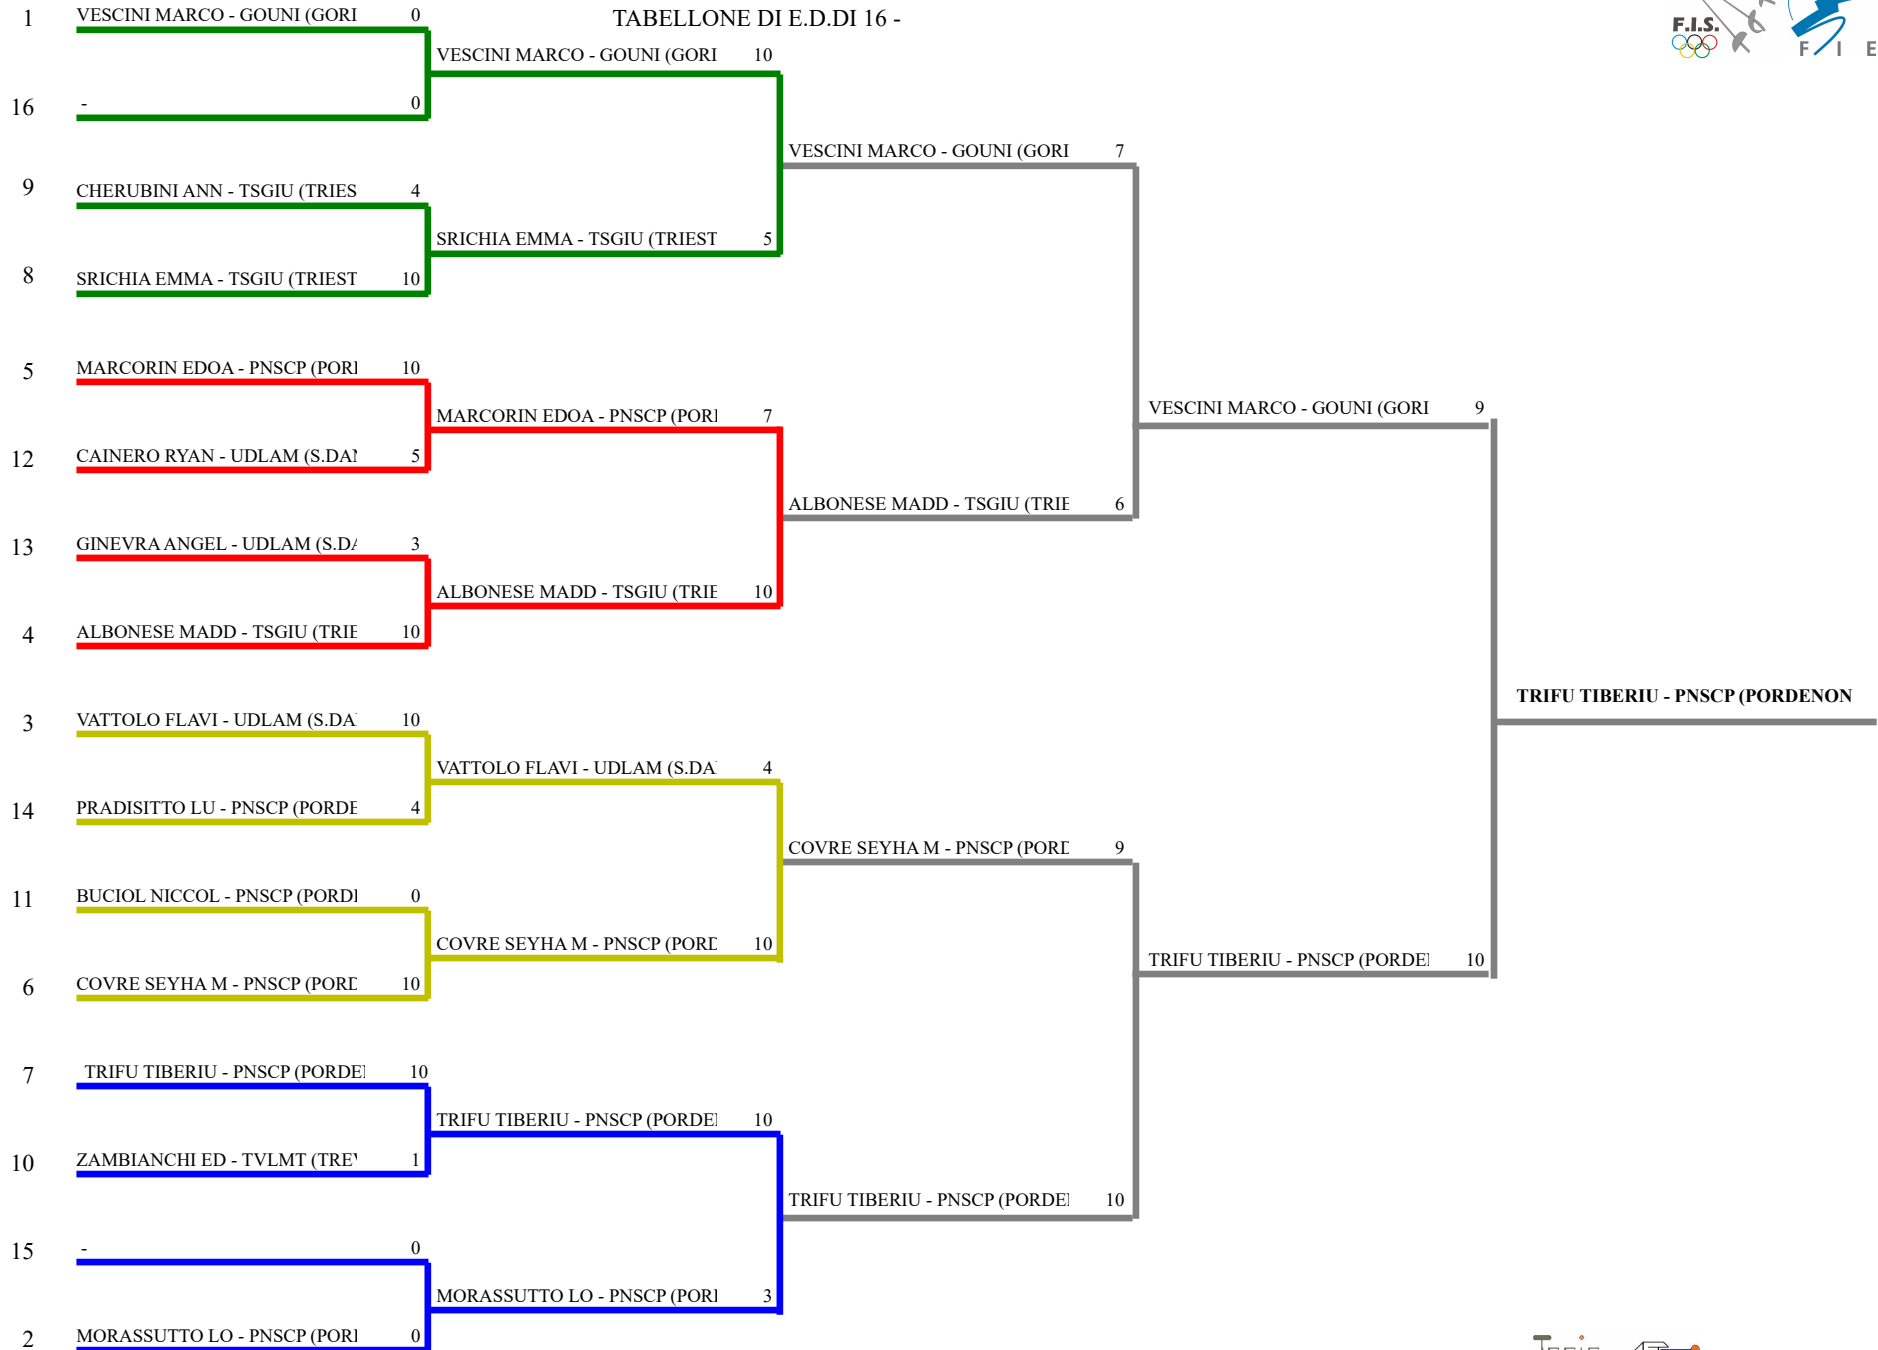 TABELLONE DI E.D.DI 16 -
F.I.S.
F I E
1 VESCINI MARCO - GOUNI (GORI 0
VESCINI MARCO - GOUNI (GORI 10
16 - 0
VESCINI MARCO - GOUNI (GORI 7
9 CHERUBINI ANN - TSGIU (TRIES 4
SRICHIA EMMA - TSGIU (TRIEST 5
8 SRICHIA EMMA - TSGIU (TRIEST 10
5 MARCORIN EDOA - PNSCP (PORI 10
VESCINI MARCO - GOUNI (GORI 9
MARCORIN EDOA - PNSCP (PORI 7
12 CAINERO RYAN - UDLAM (S.DAN 5
ALBONESE MADD - TSGIU (TRIE 6
13 GINEVRA ANGEL - UDLAM (S.DA 3
ALBONESE MADD - TSGIU (TRIE 10
4 ALBONESE MADD - TSGIU (TRIE 10
TRIFU TIBERIU - PNSCP (PORDENON
3 VATTOLO FLAVI - UDLAM (S.DA 10
VATTOLO FLAVI - UDLAM (S.DA 4
14 PRADISITTO LU - PNSCP (PORDE 4
COVRE SEYHA M - PNSCP (PORD 9
11 BUCIOL NICCOL - PNSCP (PORDI 0
COVRE SEYHA M - PNSCP (PORD 10
TRIFU TIBERIU - PNSCP (PORDEI 10
6 COVRE SEYHA M - PNSCP (PORD 10
7 TRIFU TIBERIU - PNSCP (PORDEI 10
TRIFU TIBERIU - PNSCP (PORDEI 10
10 ZAMBIANCHI ED - TVLMT (TREV 1
TRIFU TIBERIU - PNSCP (PORDEI 10
15 - 0
MORASSUTTO LO - PNSCP (PORI 3
2 MORASSUTTO LO - PNSCP (PORI 0